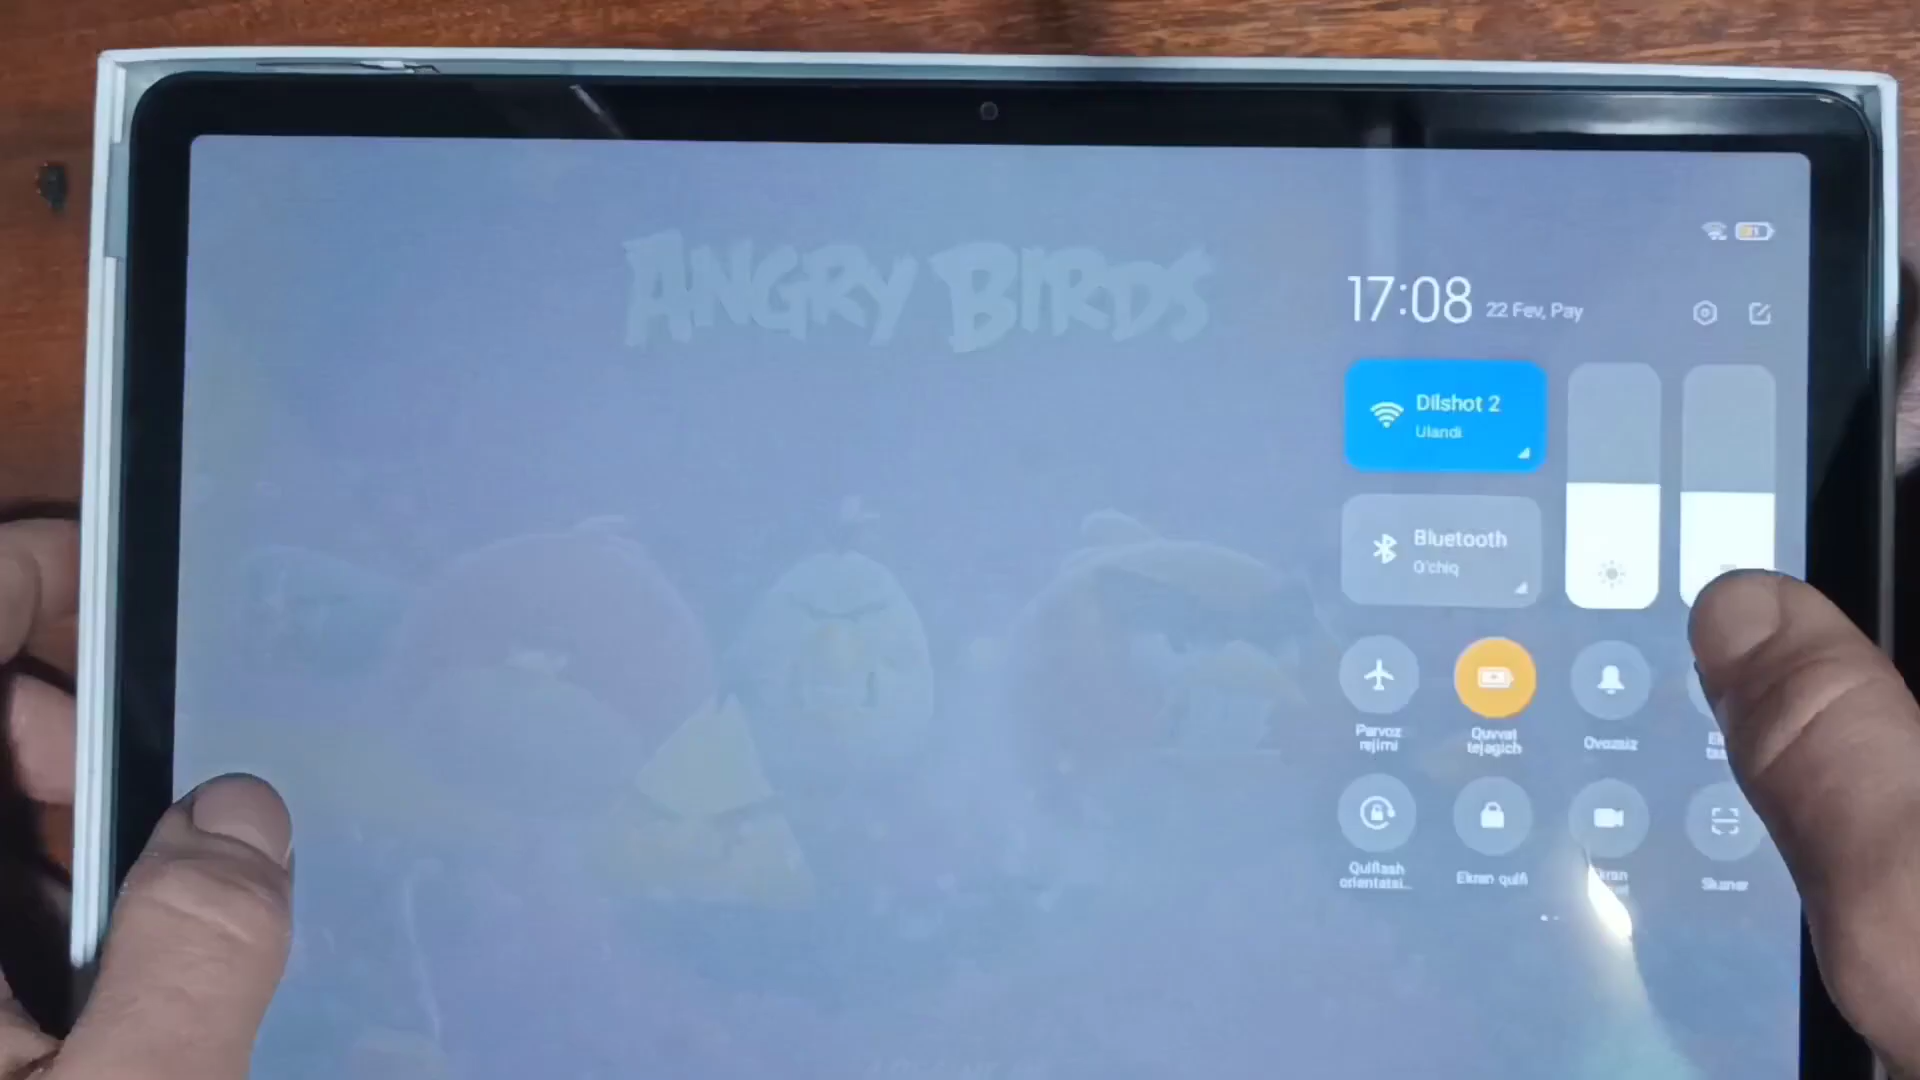 ANGRY BIRDS
17:08 22 Fev, Pay
Dilshot 2
Ulandi
Bluetooth
O'chiq
Parvoz
rejimi
Quvvat
tejagich
Ovozsiz
Qulflash
orientatsi...
Ekran qulfi
Skaner